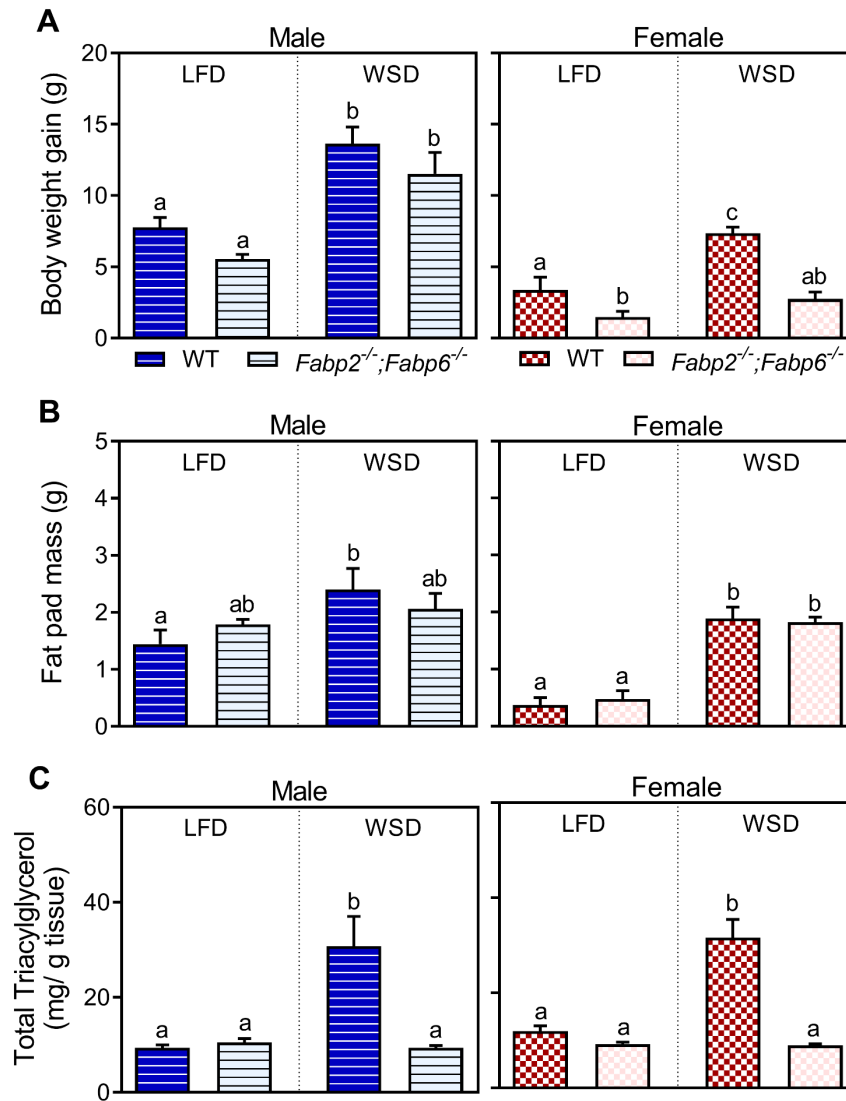 A
Male
Female
Body weight gain (g)
20
15
10
5
0
LFD
WSD
LFD
WSD
a
a
b
b
a
b
c
ab
WT
Fabp2-/-;Fabp6-/-
WT
Fabp2-/-;Fabp6-/-
B
Male
Female
Fat pad mass (g)
5
4
3
2
1
0
LFD
WSD
LFD
WSD
a
ab
b
ab
a
a
b
b
C
Male
Female
Total Triacylglycerol
(mg/ g tissue)
60
40
20
0
LFD
WSD
LFD
WSD
a
a
b
a
a
a
b
a